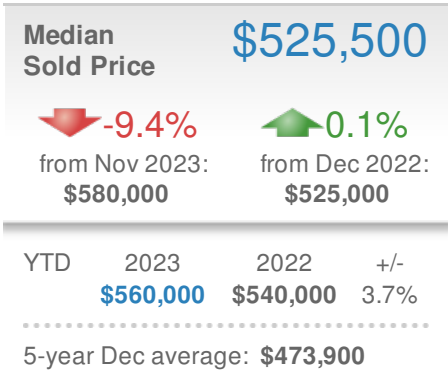 Median $525,500
Sold Price
-9.4% 0.1%
from Nov 2023: from Dec 2022:
$580,000 $525,000
YTD 2023 2022 +/-
$560,000 $540,000 3.7%
5-year Dec average: $473,900